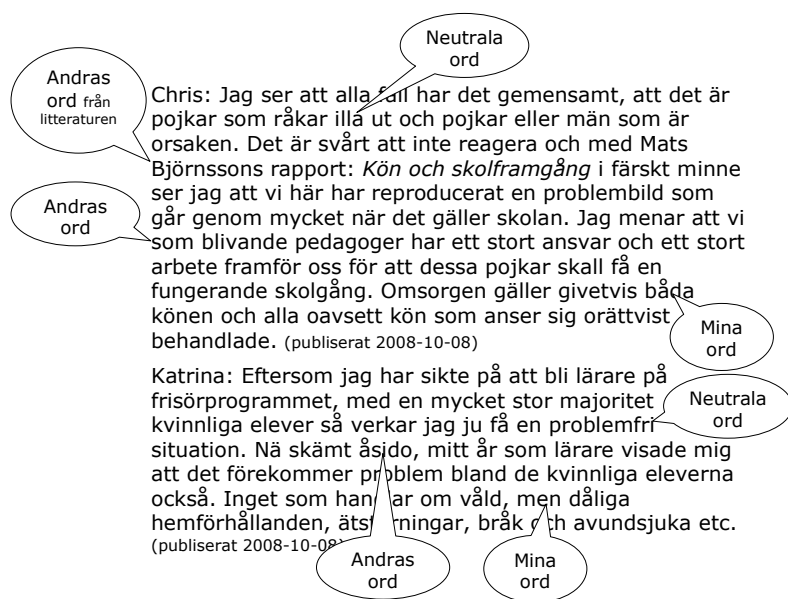 Neutrala
ord
Andras
ord från
litteraturen
Chris: Jag ser att alla fall har det gemensamt, att det är
pojkar som råkar illa ut och pojkar eller män som är
orsaken. Det är svårt att inte reagera och med Mats
Björnssons rapport: Kön och skolframgång i färskt minne
ser jag att vi här har reproducerat en problembild som
går genom mycket när det gäller skolan. Jag menar att vi
Andras
ord
som blivande pedagoger har ett stort ansvar och ett stort
arbete framför oss för att dessa pojkar skall få en
fungerande skolgång. Omsorgen gäller givetvis båda
könen och alla oavsett kön som anser sig orättvist
behandlade. (publiserat 2008-10-08)
Mina
ord
Katrina: Eftersom jag har sikte på att bli lärare på
frisörprogrammet, med en mycket stor majoritet
kvinnliga elever så verkar jag ju få en problemfri
Neutrala
ord
situation. Nä skämt åsido, mitt år som lärare visade mig
att det förekommer problem bland de kvinnliga eleverna
också. Inget som handlar om våld, men dåliga
hemförhållanden, ätstörningar, bråk och avundsjuka etc.
(publiserat 2008-10-08)
Andras
ord
Mina
ord